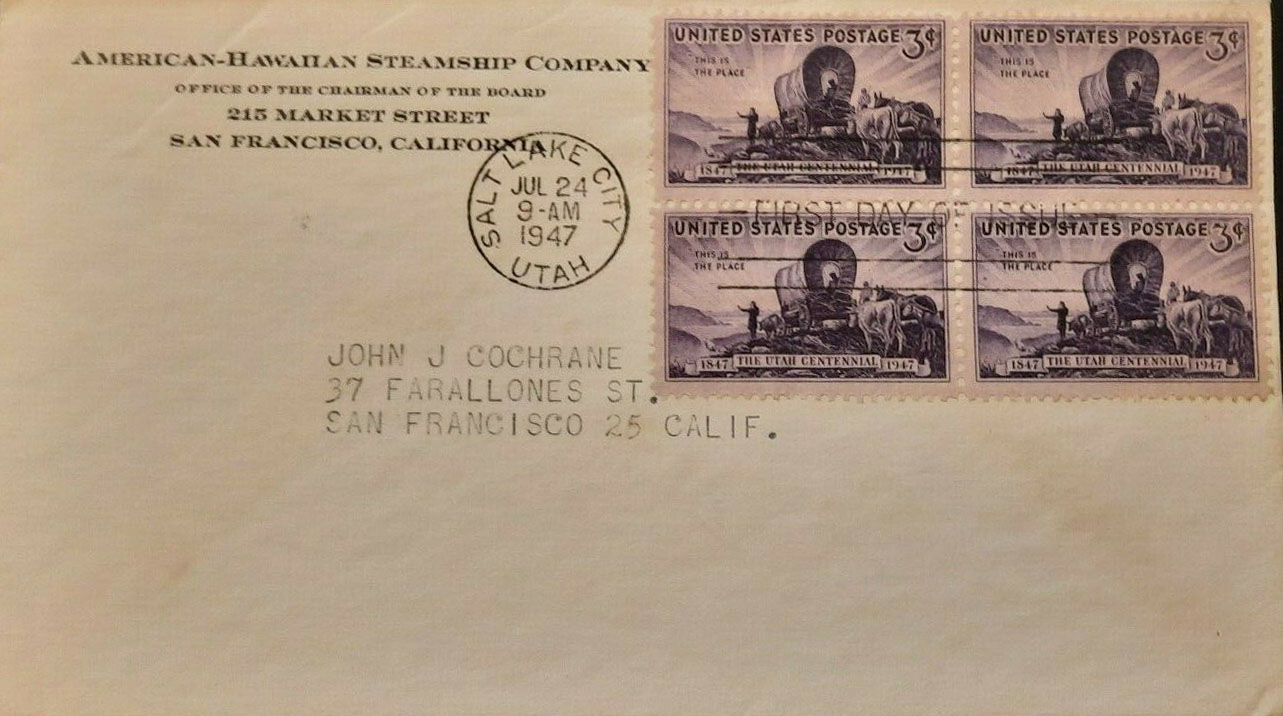 AMERICAN-HAWAIIAN STEAMSHIP COMPANY
OFFICE OF THE CHAIRMAN OF THE BOARD
215 MARKET STREET
SAN FRANCISCO, CALIFORNIA
UNITED STATES POSTAGE 3¢
THIS IS
THE PLACE
1847 THE UTAH CENTENNIAL 1947
UNITED STATES POSTAGE 3¢
THIS IS
THE PLACE
1847 THE UTAH CENTENNIAL 1947
SALT LAKE CITY
JUL 24
9-AM
1947
UTAH
FIRST DAY OF ISSUE
UNITED STATES POSTAGE 3¢
THIS IS
THE PLACE
1847 THE UTAH CENTENNIAL 1947
UNITED STATES POSTAGE 3¢
THIS IS
THE PLACE
1847 THE UTAH CENTENNIAL 1947
JOHN J COCHRANE
37 FARALLONES ST.
SAN FRANCISCO 25 CALIF.